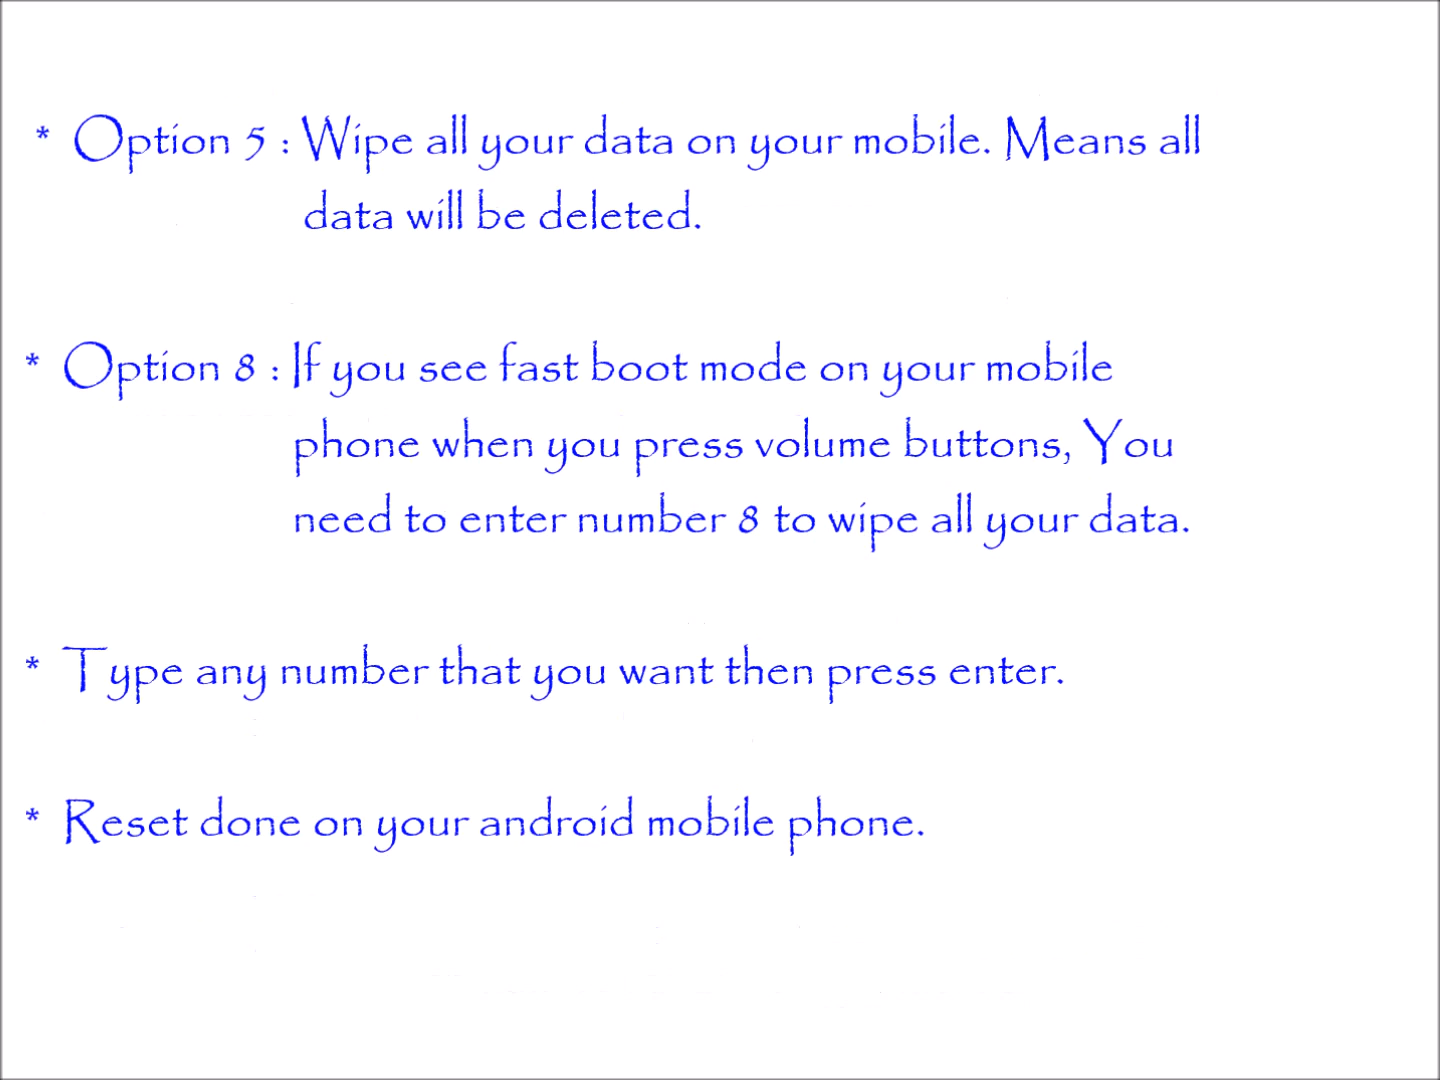 * Option 5 : Wipe all your data on your mobile. Means all
data will be deleted.
* Option 8 : If you see fast boot mode on your mobile
phone when you press volume buttons, You
need to enter number 8 to wipe all your data.
* Type any number that you want then press enter.
* Reset done on your android mobile phone.